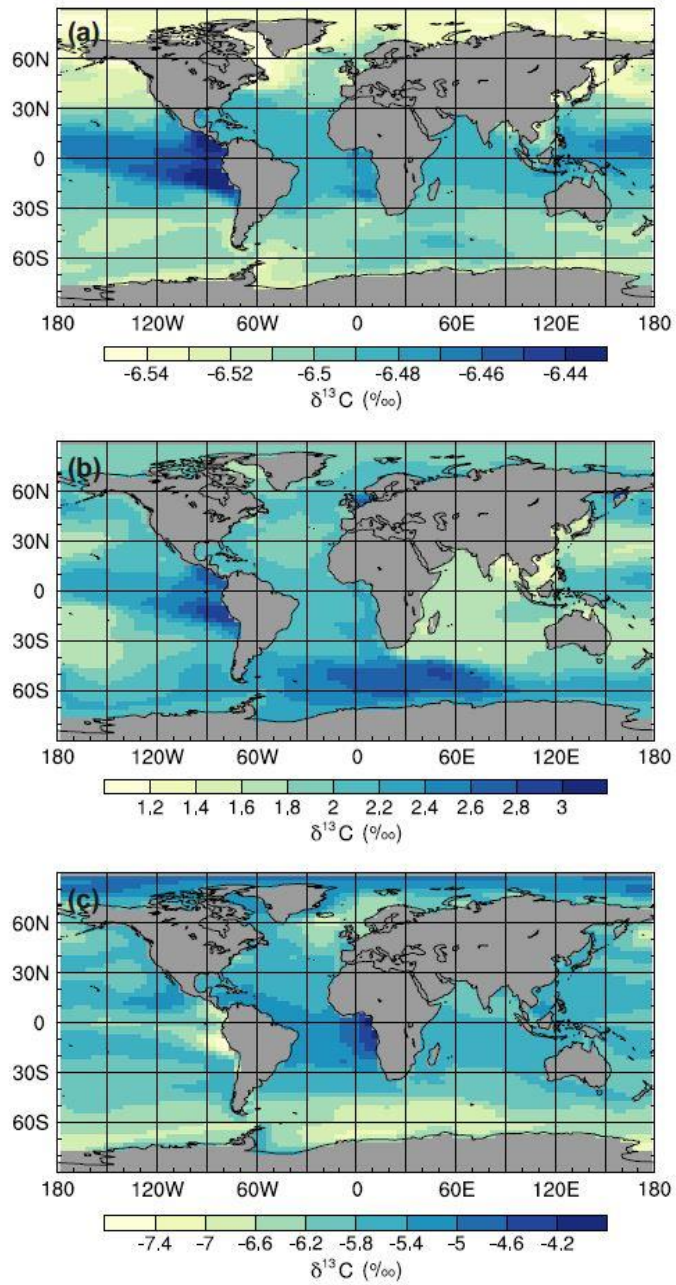 (a)
60N
30N
0
30S
60S
180 120W 60W 0 60E 120E 180
-6.54 -6.52 -6.5 -6.48 -6.46 -6.44
δ13C (‰)
(b)
60N
30N
0
30S
60S
180 120W 60W 0 60E 120E 180
1.2 1.4 1.6 1.8 2 2.2 2.4 2.6 2.8 3
δ13C (‰)
(c)
60N
30N
0
30S
60S
180 120W 60W 0 60E 120E 180
-7.4 -7 -6.6 -6.2 -5.8 -5.4 -5 -4.6 -4.2
δ13C (‰)